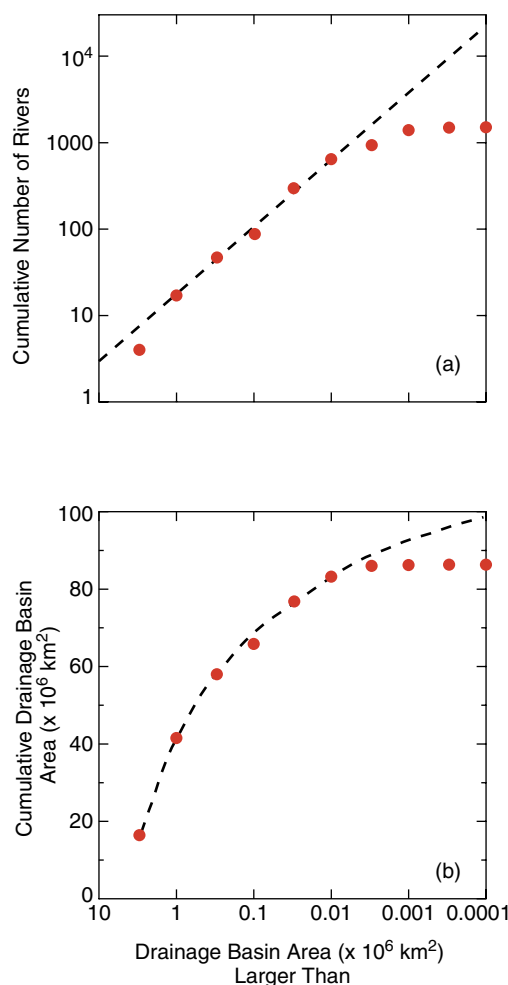 10⁴
1000
100
10
1
Cumulative Number of Rivers
(a)
100
80
60
40
20
0
Cumulative Drainage Basin
Area (x 10⁶ km²)
(b)
10 1 0.1 0.01 0.001 0.0001
Drainage Basin Area (x 10⁶ km²)
Larger Than